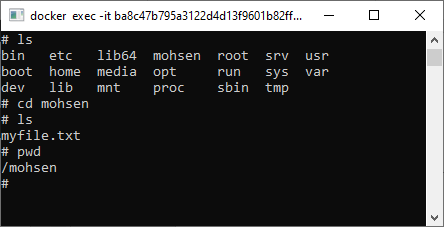 docker exec -it ba8c47b795a3122d4d13f9601b82ff...
# ls
bin etc lib64 mohsen root srv usr
boot home media opt run sys var
dev lib mnt proc sbin tmp
# cd mohsen
# ls
myfile.txt
# pwd
/mohsen
#